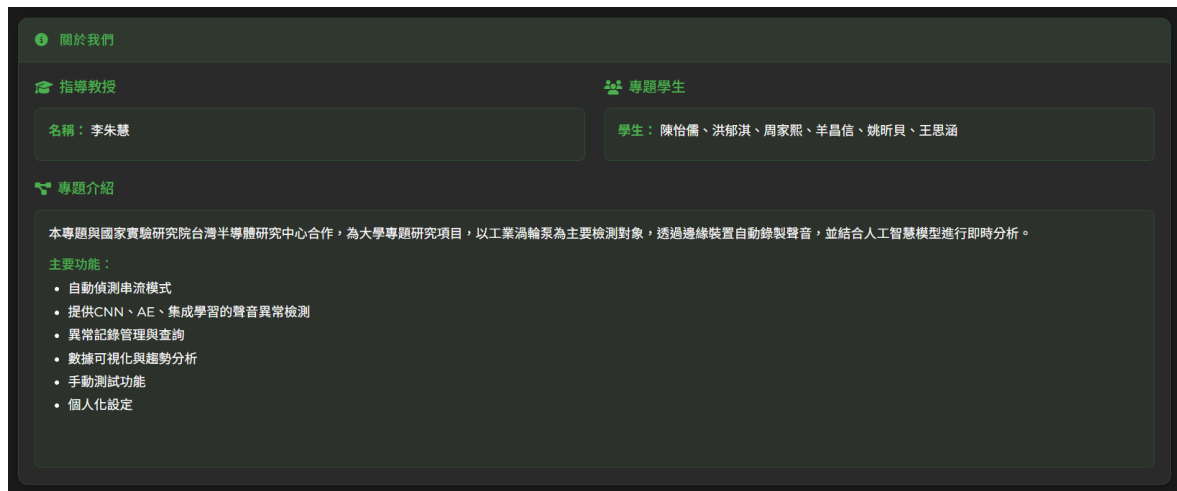 關於我們
指導教授
名稱： 李朱慧
專題學生
學生： 陳怡儒、洪郁淇、周家熙、羊昌信、姚昕貝、王思涵
專題介紹
本專題與國家實驗研究院台灣半導體研究中心合作，為大學專題研究項目，以工業渦輪泵為主要檢測對象，透過邊緣裝置自動錄製聲音，並結合人工智慧模型進行即時分析。
主要功能：
• 自動偵測串流模式
• 提供CNN、AE、集成學習的聲音異常檢測
• 異常記錄管理與查詢
• 數據可視化與趨勢分析
• 手動測試功能
• 個人化設定